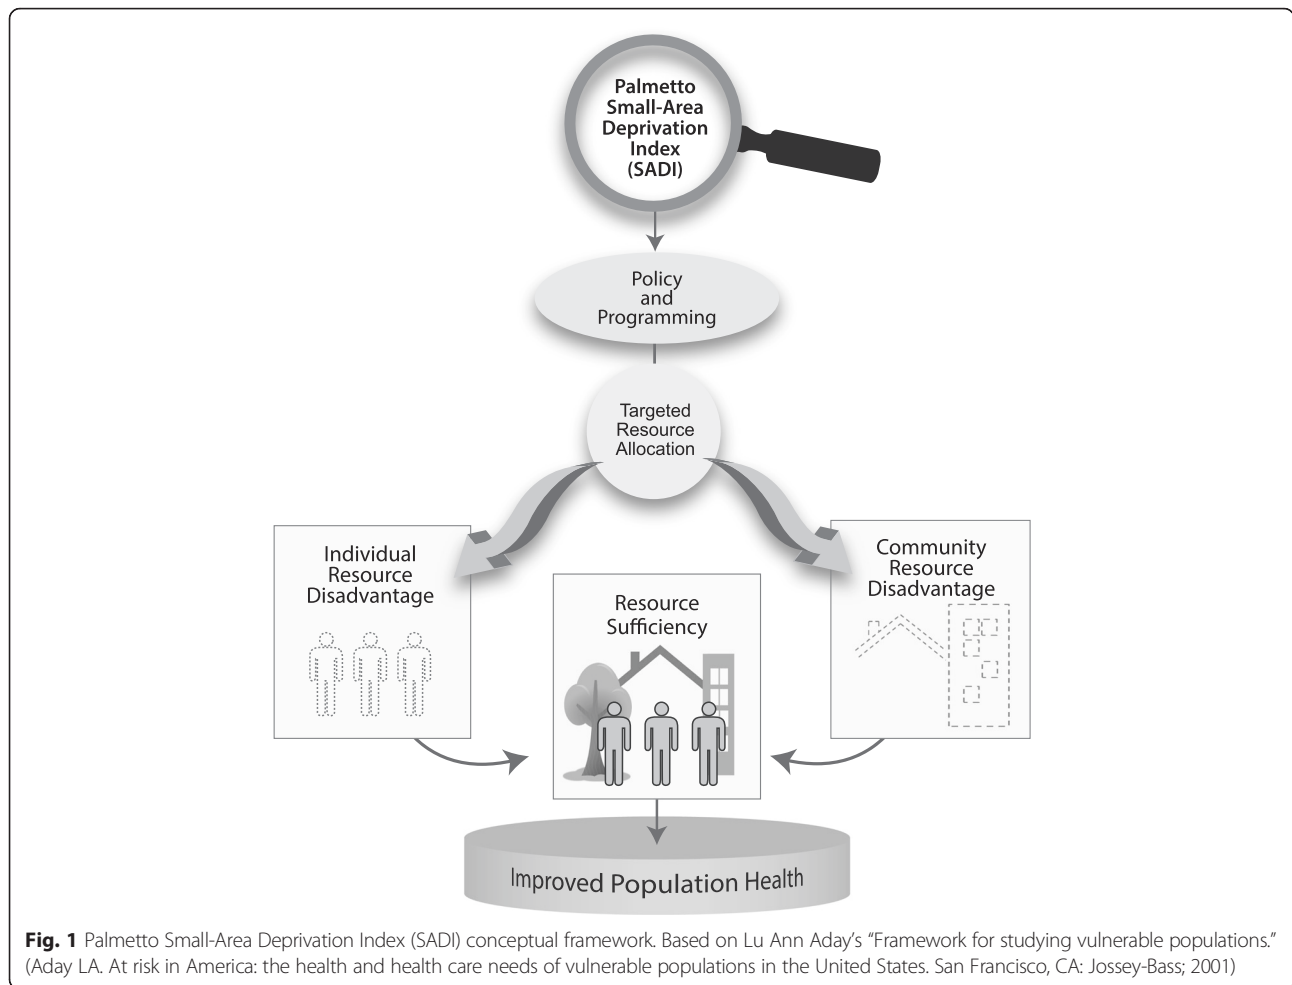 Palmetto
Small-Area
Deprivation
Index
(SADI)
Policy
and
Programming
Targeted
Resource
Allocation
Individual
Resource
Disadvantage
Community
Resource
Disadvantage
Resource
Sufficiency
Improved Population Health
Fig. 1 Palmetto Small-Area Deprivation Index (SADI) conceptual framework. Based on Lu Ann Aday’s “Framework for studying vulnerable populations.”
(Aday LA. At risk in America: the health and health care needs of vulnerable populations in the United States. San Francisco, CA: Jossey-Bass; 2001)